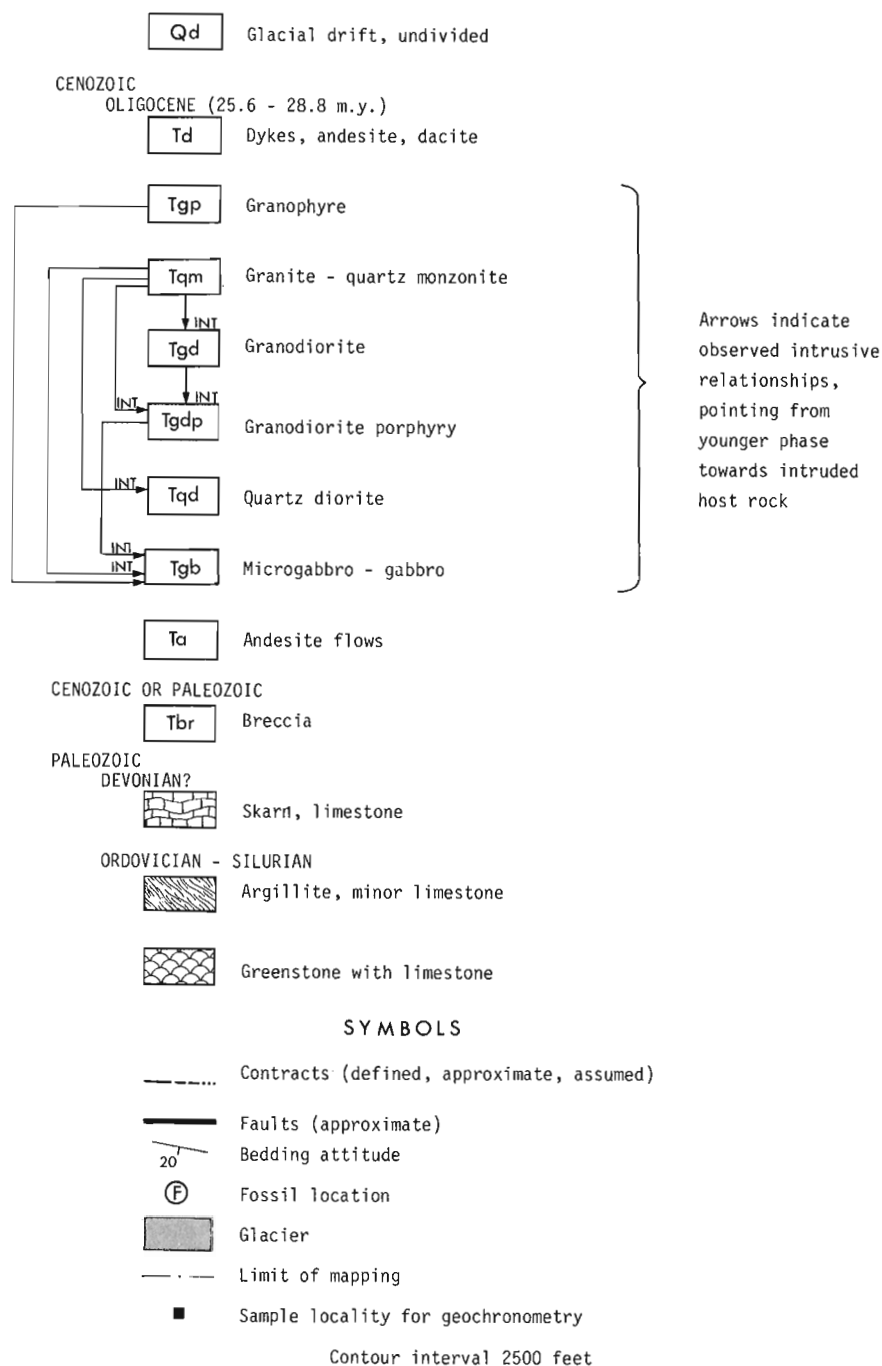 Qd Glacial drift, undivided
CENOZOIC
OLIGOCENE (25.6 - 28.8 m.y.)
Td Dykes, andesite, dacite
Tgp Granophyre
Tqm Granite - quartz monzonite
INT
Tgd Granodiorite
INT INT
Tgdp Granodiorite porphyry
INT
Tqd Quartz diorite
INT
INT
Tgb Microgabbro - gabbro
Arrows indicate
observed intrusive
relationships,
pointing from
younger phase
towards intruded
host rock
Ta Andesite flows
CENOZOIC OR PALEOZOIC
Tbr Breccia
PALEOZOIC
DEVONIAN?
Skarn, limestone
ORDOVICIAN - SILURIAN
Argillite, minor limestone
Greenstone with limestone
SYMBOLS
Contracts (defined, approximate, assumed)
Faults (approximate)
20 Bedding attitude
F Fossil location
Glacier
Limit of mapping
Sample locality for geochronometry
Contour interval 2500 feet